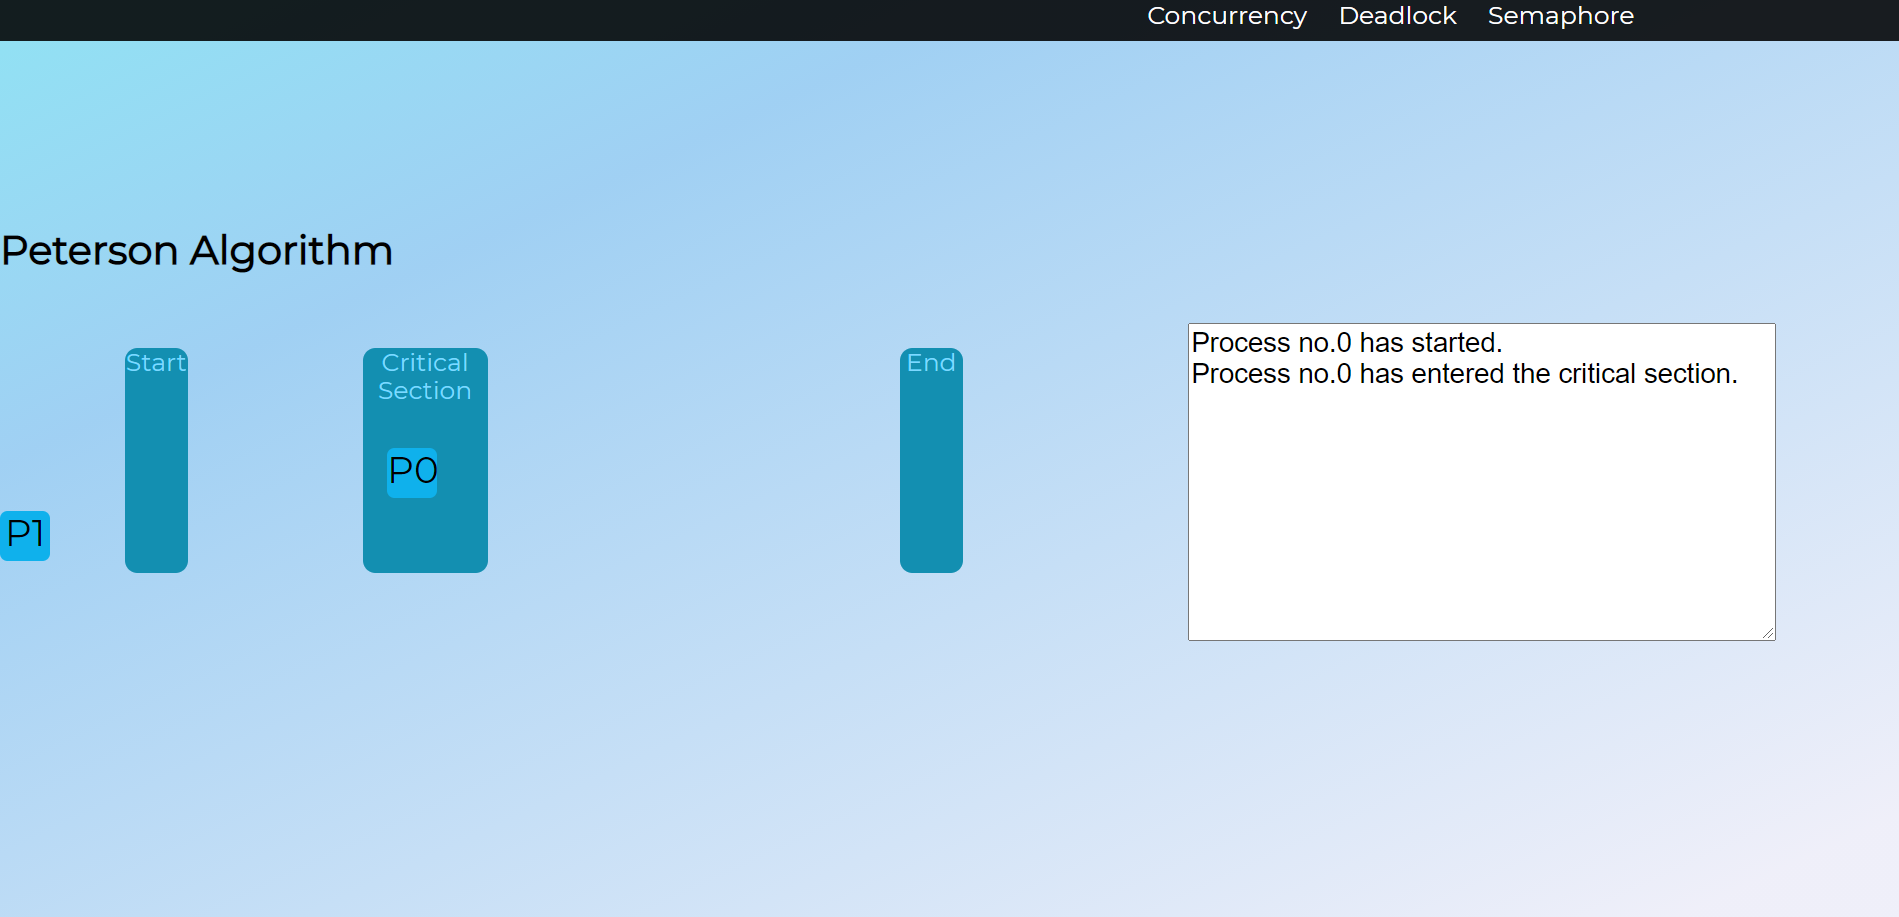 Concurrency Deadlock Semaphore
Peterson Algorithm
Start
Critical
Section
End
P0
P1
Process no.0 has started.
Process no.0 has entered the critical section.